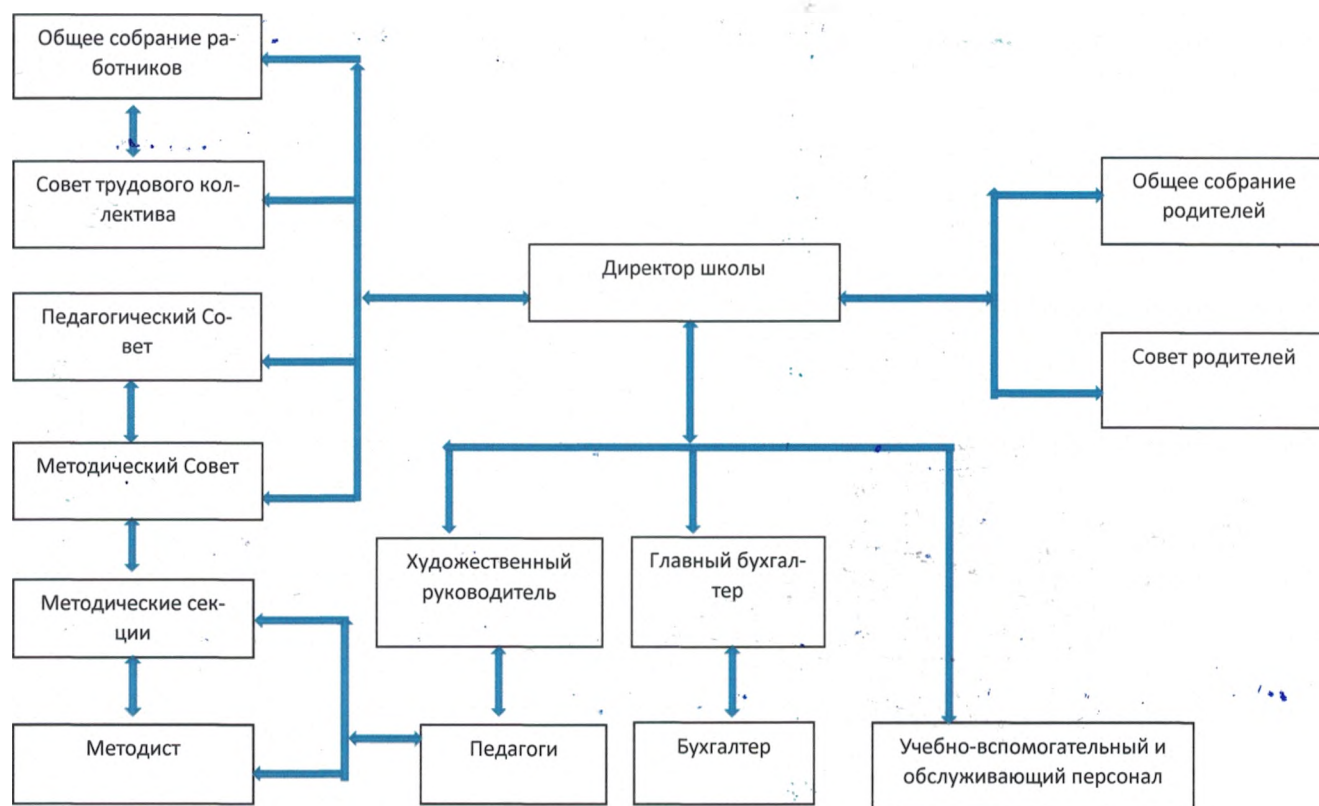 Общее собрание ра-
ботников
Совет трудового кол-
лектива
Педагогический Со-
вет
Методический Совет
Методические сек-
ции
Методист
Директор школы
Художественный
руководитель
Педагоги
Главный бухгал-
тер
Бухгалтер
Учебно-вспомогательный и
обслуживающий персонал
Общее собрание
родителей
Совет родителей